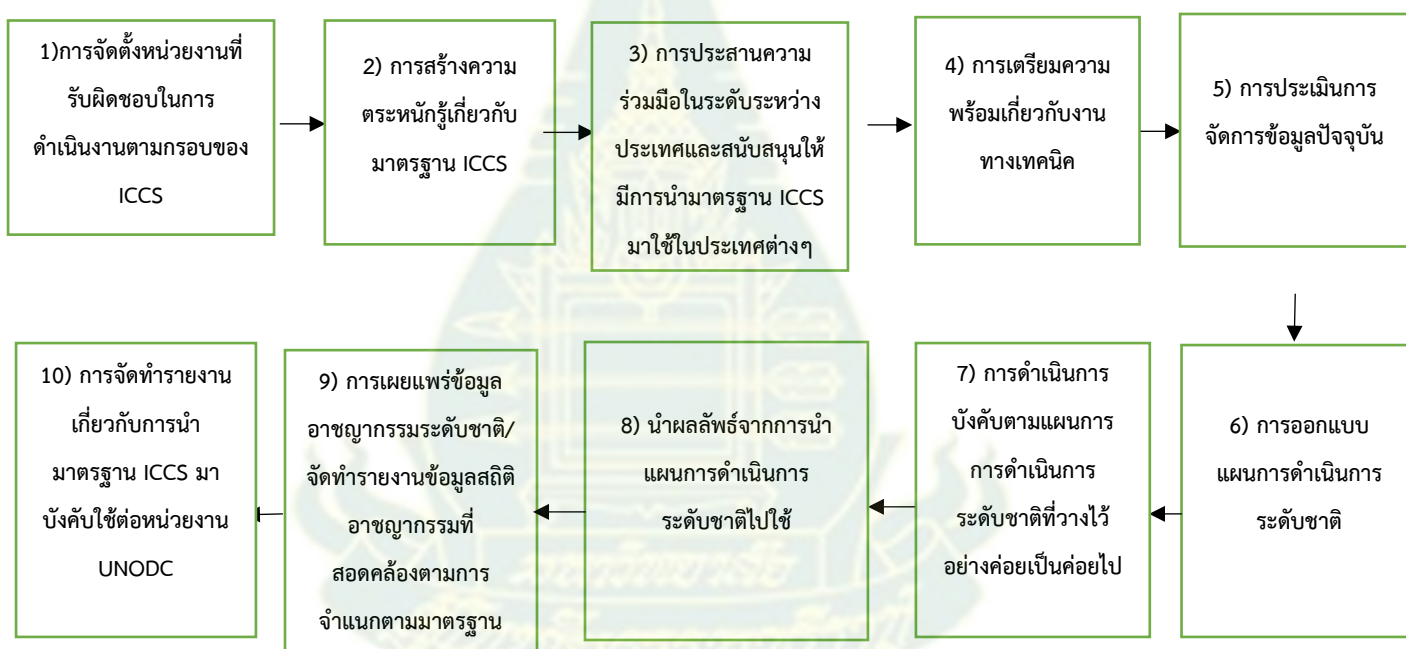 1)การจัดตั้งหน่วยงานที่
รับผิดชอบในการ
ดำเนินงานตามกรอบของ
ICCS
2) การสร้างความ
ตระหนักรู้เกี่ยวกับ
มาตรฐาน ICCS
3) การประสานความ
ร่วมมือในระดับระหว่าง
ประเทศและสนับสนุนให้
มีการนำมาตรฐาน ICCS
มาใช้ในประเทศต่างๆ
4) การเตรียมความ
พร้อมเกี่ยวกับงาน
ทางเทคนิค
5) การประเมินการ
จัดการข้อมูลปัจจุบัน
6) การออกแบบ
แผนการดำเนินการ
ระดับชาติ
7) การดำเนินการ
บังคับตามแผนการ
การดำเนินการ
ระดับชาติที่วางไว้
อย่างค่อยเป็นค่อยไป
8) นำผลลัพธ์จากการนำ
แผนการดำเนินการ
ระดับชาติไปใช้
9) การเผยแพร่ข้อมูล
อาชญากรรมระดับชาติ/
จัดทำรายงานข้อมูลสถิติ
อาชญากรรมที่
สอดคล้องตามการ
จำแนกตามมาตรฐาน
10) การจัดทำรายงาน
เกี่ยวกับการนำ
มาตรฐาน ICCS มา
บังคับใช้ต่อหน่วยงาน
UNODC